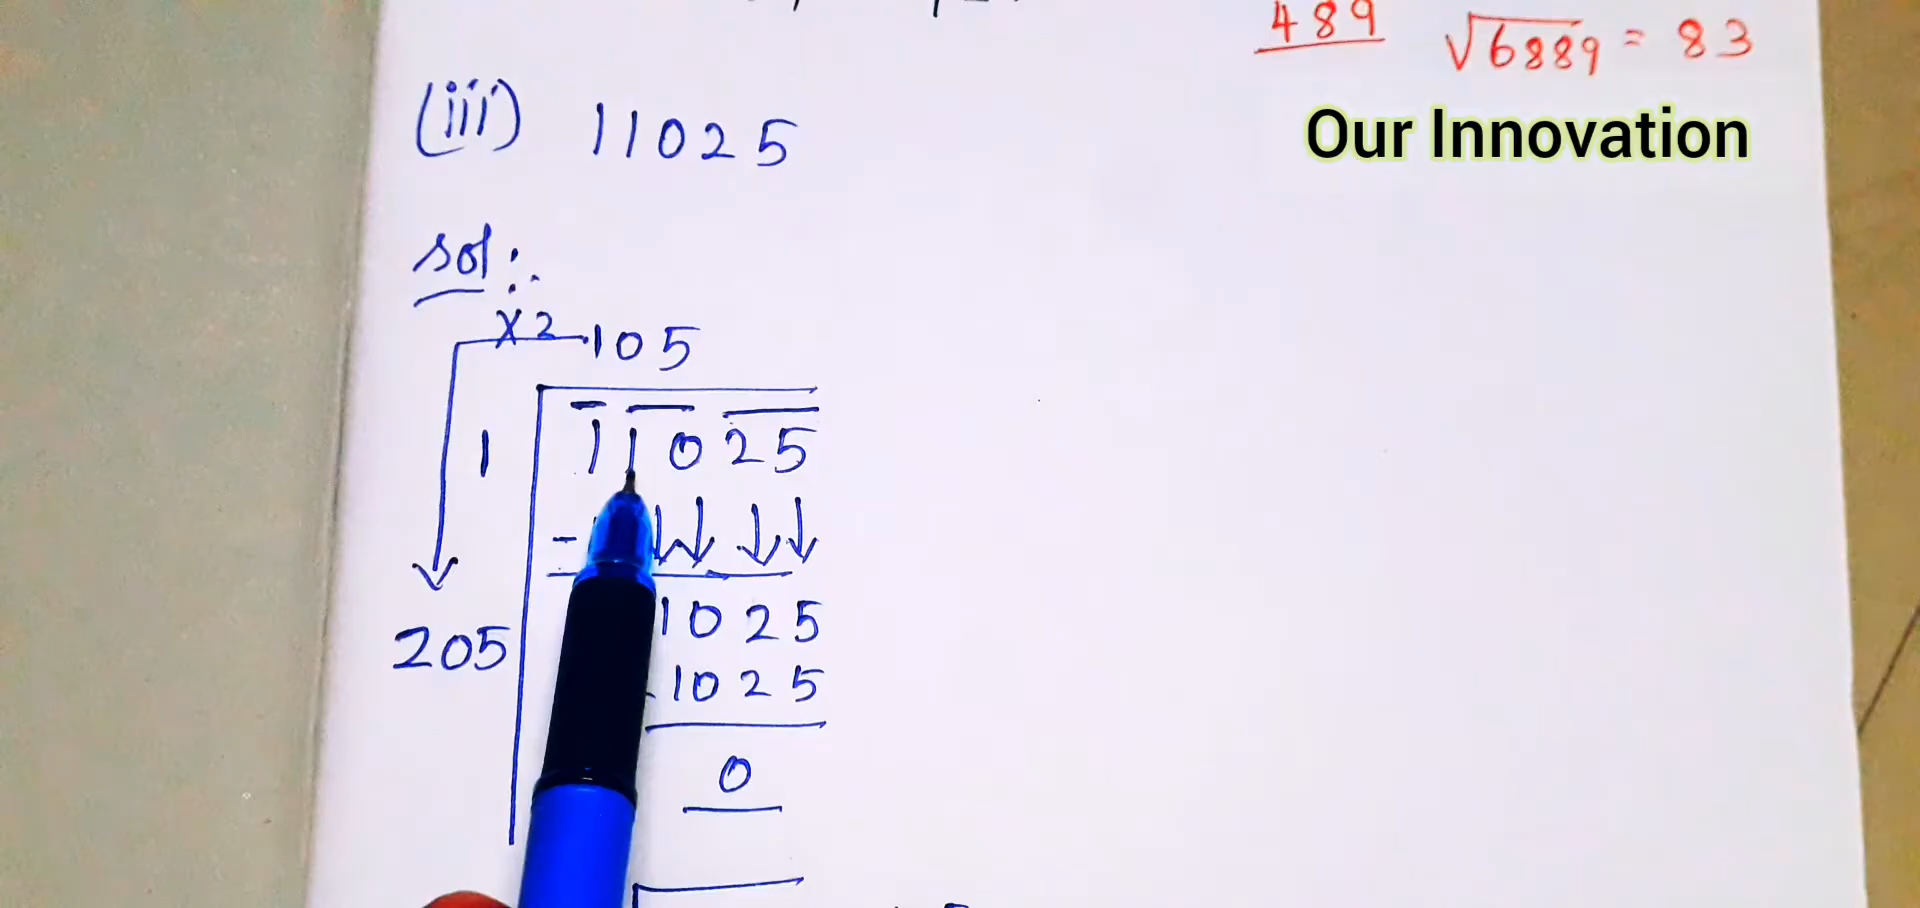 489
√6889 = 83
Our Innovation
(iii) 11025
sol:
×2 105
1 11025
-
1025
205
1025
0